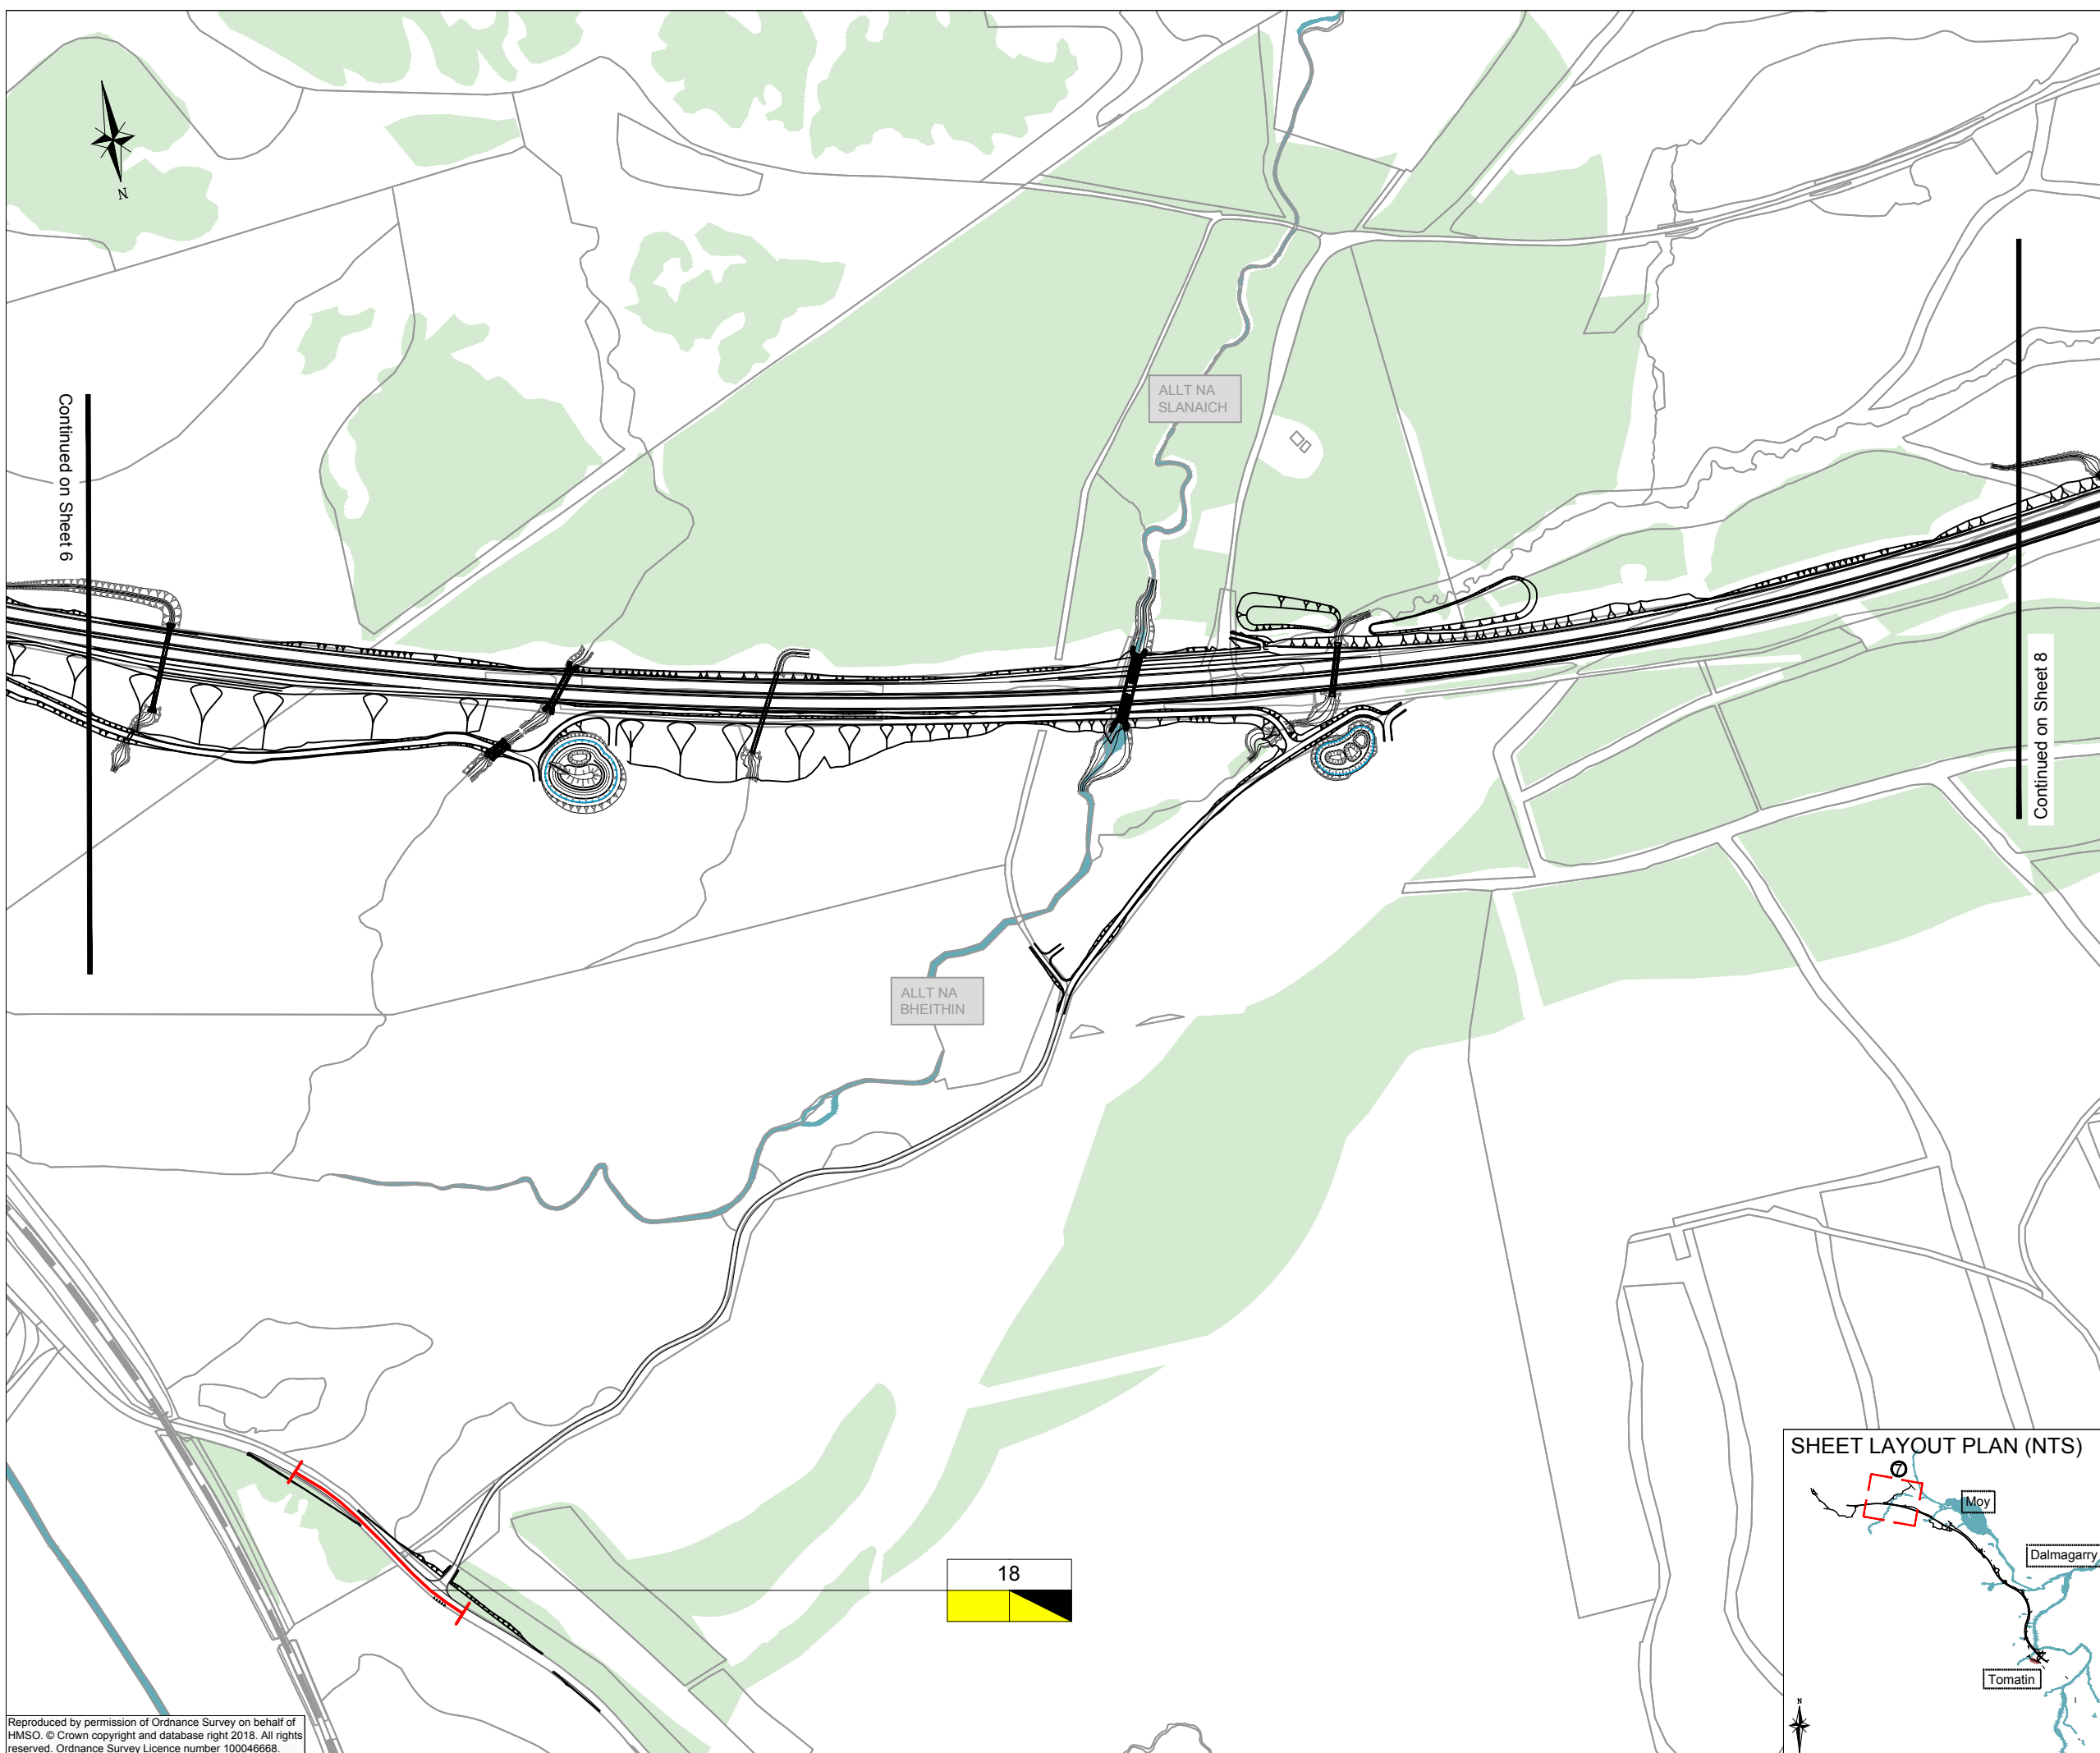 N
Continued on Sheet 6
ALLT NA
SLANAICH
Continued on Sheet 8
ALLT NA
BHEITHIN
18
SHEET LAYOUT PLAN (NTS)
7
Moy
Dalmagarry
Tomatin
N
Reproduced by permission of Ordnance Survey on behalf of
HMSO. © Crown copyright and database right 2018. All rights
reserved. Ordnance Survey Licence number 100046668.